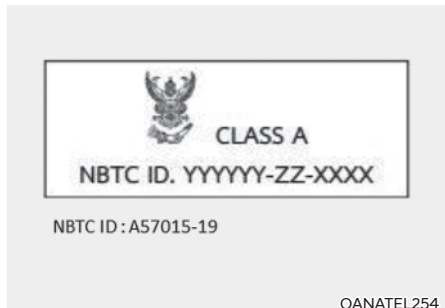 CLASS A
NBTC ID. YYYYYY-ZZ-XXXX
NBTC ID : A57015-19
OANATEL254